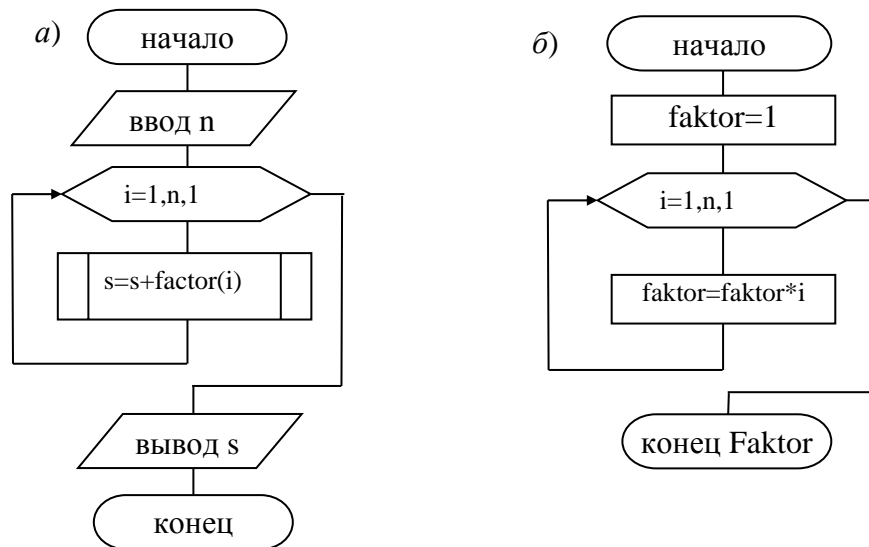 а)
начало
ввод n
i=1,n,1
s=s+factor(i)
вывод s
конец
б)
начало
faktor=1
i=1,n,1
faktor=faktor*i
конец Faktor